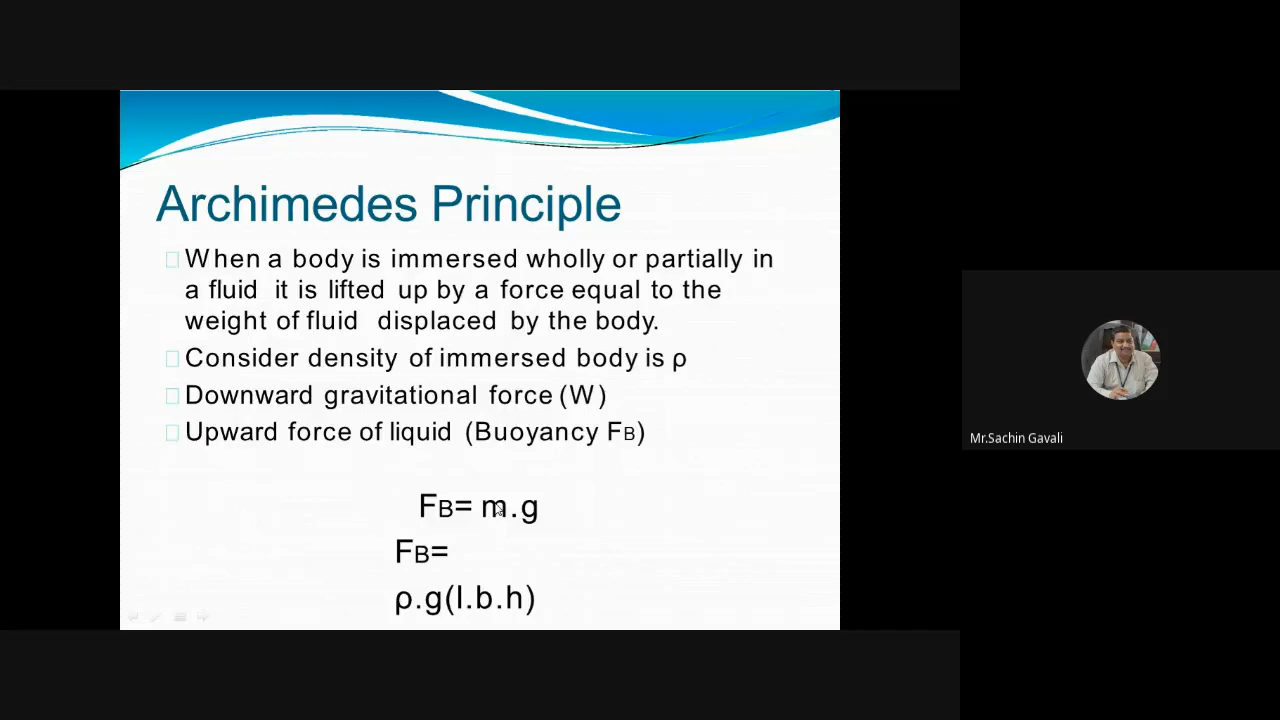 Archimedes Principle
When a body is immersed wholly or partially in
a fluid it is lifted up by a force equal to the
weight of fluid displaced by the body.
Consider density of immersed body is ρ
Downward gravitational force (W)
Upward force of liquid (Buoyancy FB)
FB= m.g
FB=
ρ.g(l.b.h)
Mr.Sachin Gavali